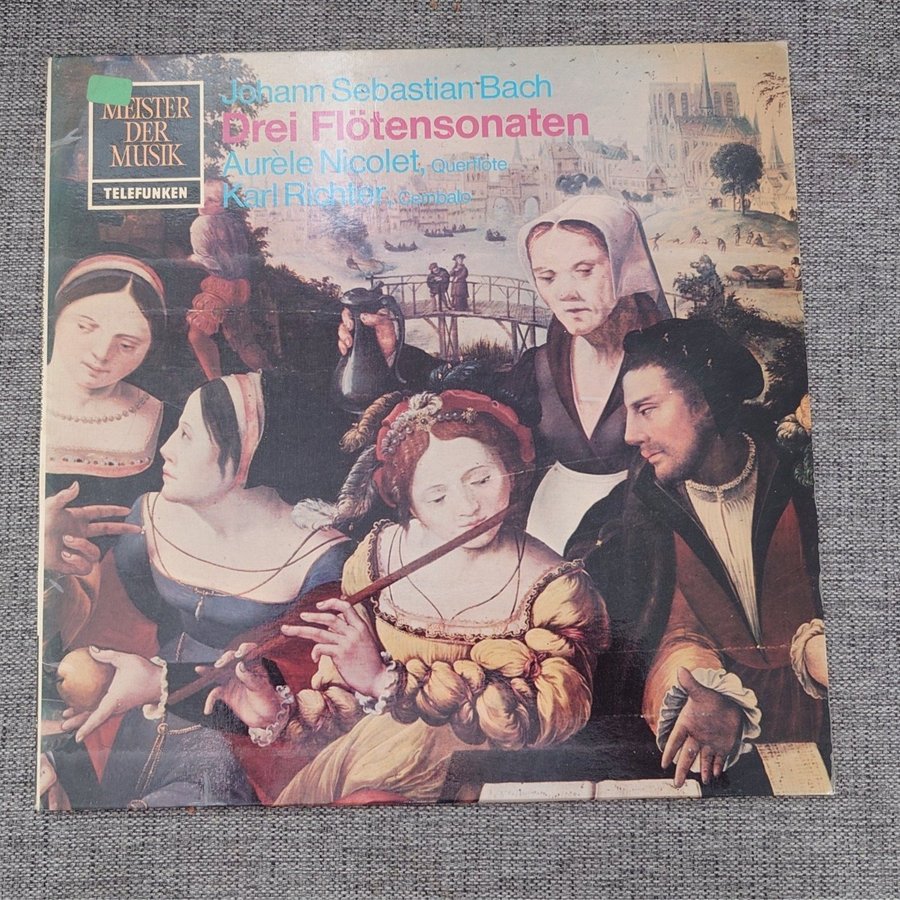 MEISTER
DER
MUSIK
TELEFUNKEN
Johann Sebastian Bach
Drei Flötensonaten
Aurèle Nicolet, Querflöte
Karl Richter, Cembalo